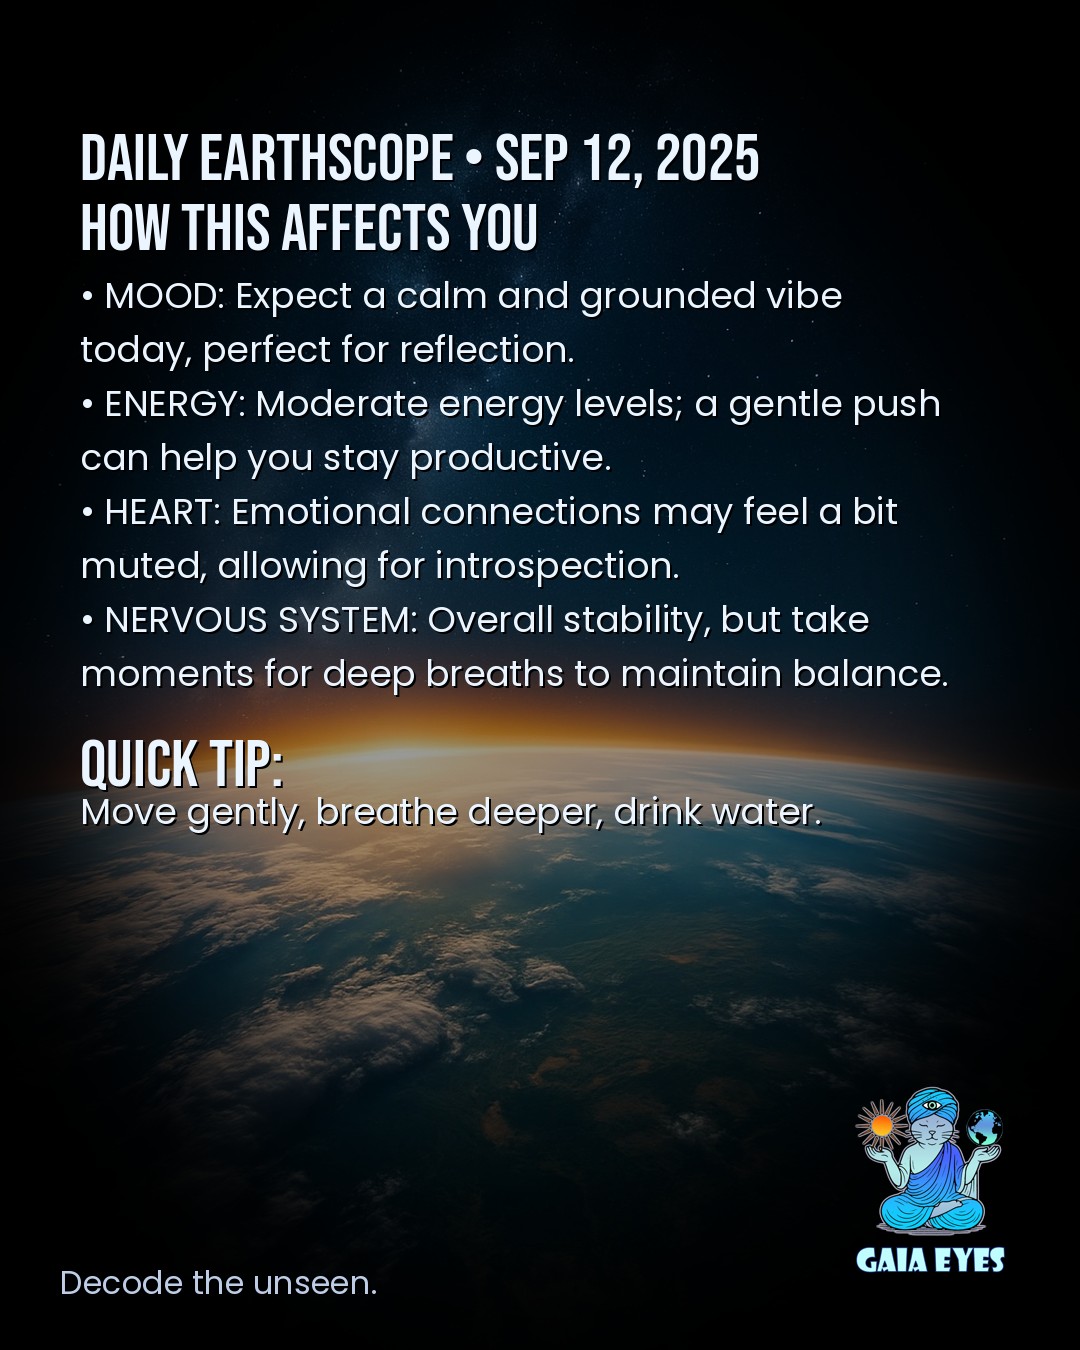 DAILY EARTHSCOPE • SEP 12, 2025
HOW THIS AFFECTS YOU
• MOOD: Expect a calm and grounded vibe
today, perfect for reflection.
• ENERGY: Moderate energy levels; a gentle push
can help you stay productive.
• HEART: Emotional connections may feel a bit
muted, allowing for introspection.
• NERVOUS SYSTEM: Overall stability, but take
moments for deep breaths to maintain balance.
QUICK TIP:
Move gently, breathe deeper, drink water.
GAIA EYES
Decode the unseen.